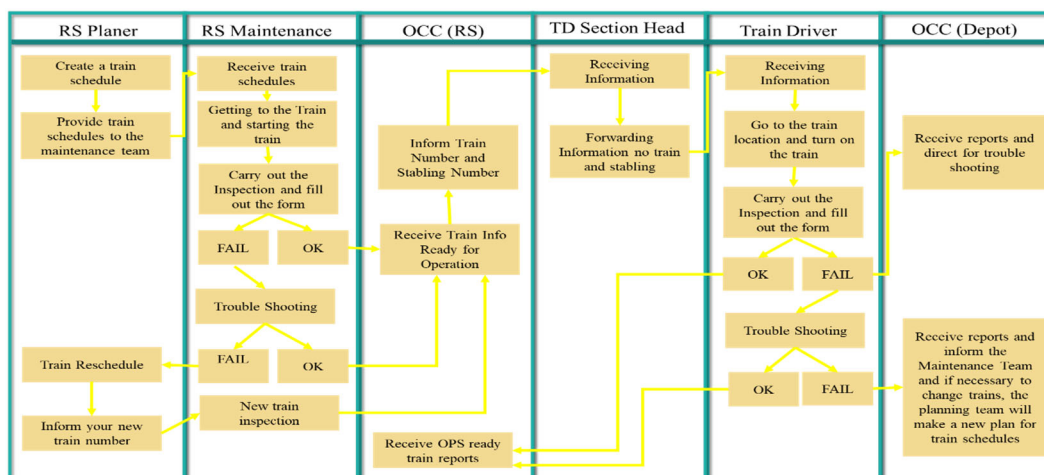 RS Planer
RS Maintenance
OCC (RS)
TD Section Head
Train Driver
OCC (Depot)
Create a train
schedule
Provide train
schedules to the
maintenance team
Train Reschedule
Inform your new
train number
Receive train
schedules
Getting to the Train
and starting the
train
Carry out the
Inspection and fill
out the form
FAIL
OK
Trouble Shooting
FAIL
OK
New train
inspection
Inform Train
Number and
Stabling Number
Receive Train Info
Ready for
Operation
Receive OPS ready
train reports
Receiving
Information
Forwarding
Information no train
and stabling
Receiving
Information
Go to the train
location and turn on
the train
Carry out the
Inspection and fill
out the form
OK
FAIL
Trouble Shooting
OK
FAIL
Receive reports and
direct for trouble
shooting
Receive reports and
inform the
Maintenance Team
and if necessary to
change trains, the
planning team will
make a new plan for
train schedules